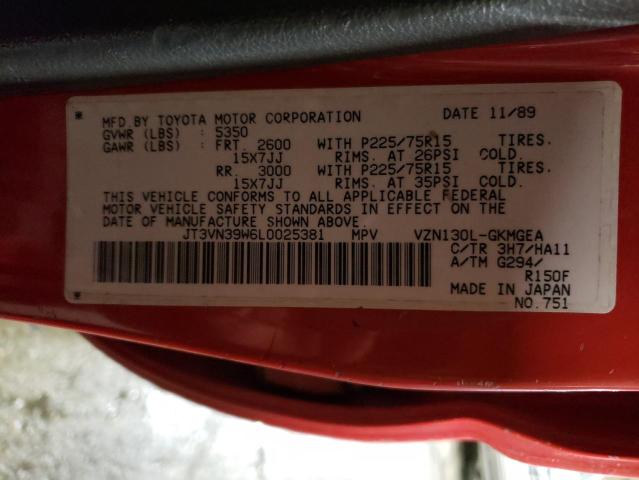 MFD.BY TOYOTA MOTOR CORPORATION DATE 11/89
GVWR (LBS) : 5350
GAWR (LBS) : FRT. 2600 WITH P225/75R15 TIRES.
15X7JJ RIMS. AT 26PSI COLD.
RR. 3000 WITH P225/75R15 TIRES.
15X7JJ RIMS. AT 35PSI COLD.
THIS VEHICLE CONFORMS TO ALL APPLICABLE FEDERAL
MOTOR VEHICLE SAFETY STANDARDS IN EFFECT ON THE
DATE OF MANUFACTURE SHOWN ABOVE.
JT3VN39W6L0025381 MPV VZN130L-GKMGEA
C/TR 3H7/HA11
A/TM G294/
R150F
MADE IN JAPAN
NO.751